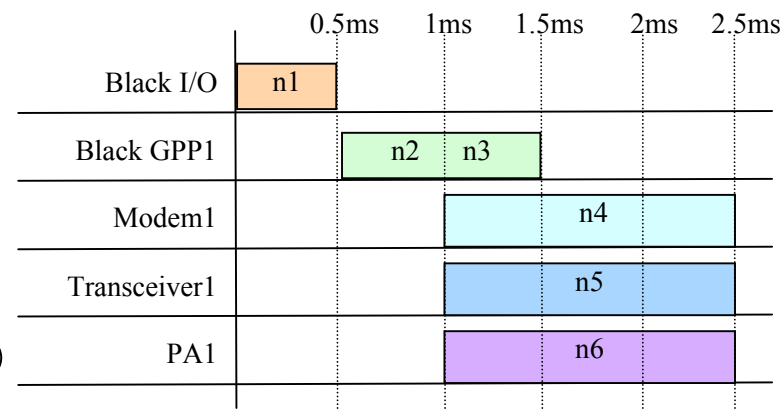 0.5ms 1ms 1.5ms 2ms 2.5ms
Black I/O n1
Black GPP1 n2 n3
Modem1 n4
Transceiver1 n5
) PA1 n6